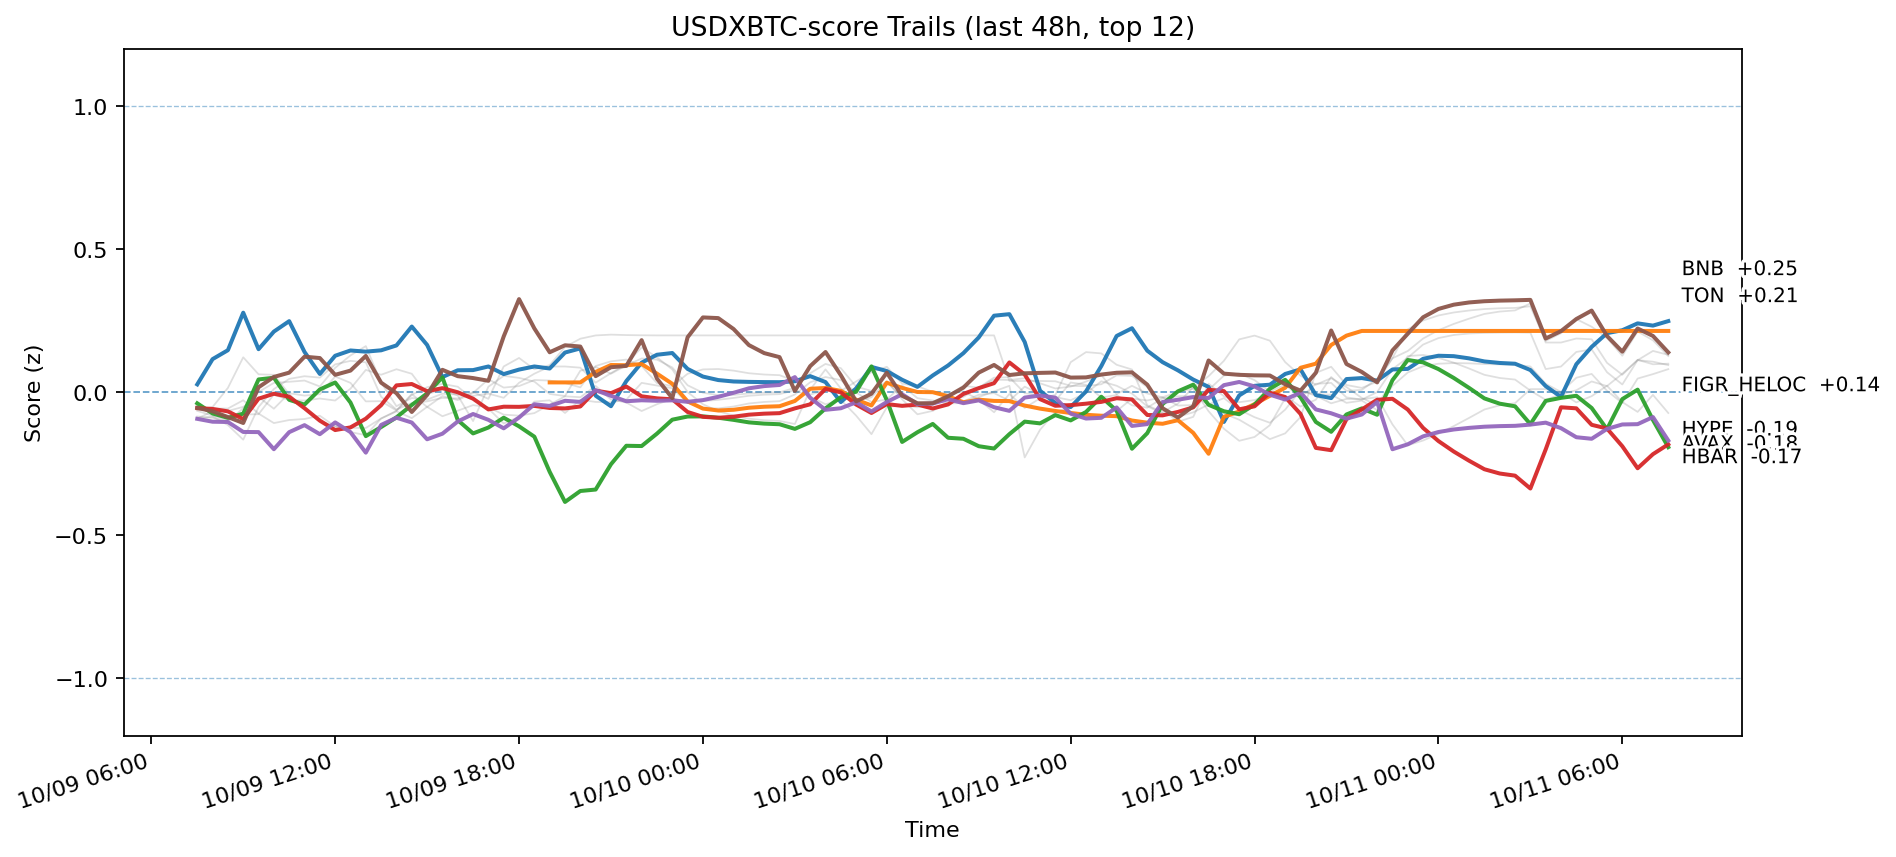 USDXBTC-score Trails (last 48h, top 12)
Score (z)
1.0
0.5
0.0
−0.5
−1.0
BNB +0.25
TON +0.21
FIGR_HELOC +0.14
HYPE -0.19
AVAX -0.18
HBAR -0.17
10/09 06:00
10/09 12:00
10/09 18:00
10/10 00:00
10/10 06:00
10/10 12:00
10/10 18:00
10/11 00:00
10/11 06:00
Time